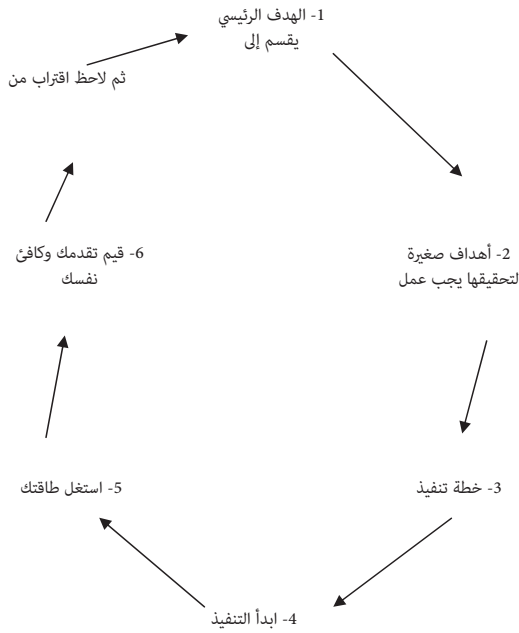 1- الهدف الرئيسي
يقسم إلى
2- أهداف صغيرة
لتحقيقها يجب عمل
3- خطة تنفيذ
4- ابدأ التنفيذ
5- استغل طاقتك
6- قيم تقدمك وكافئ
نفسك
ثم لاحظ اقتراب من